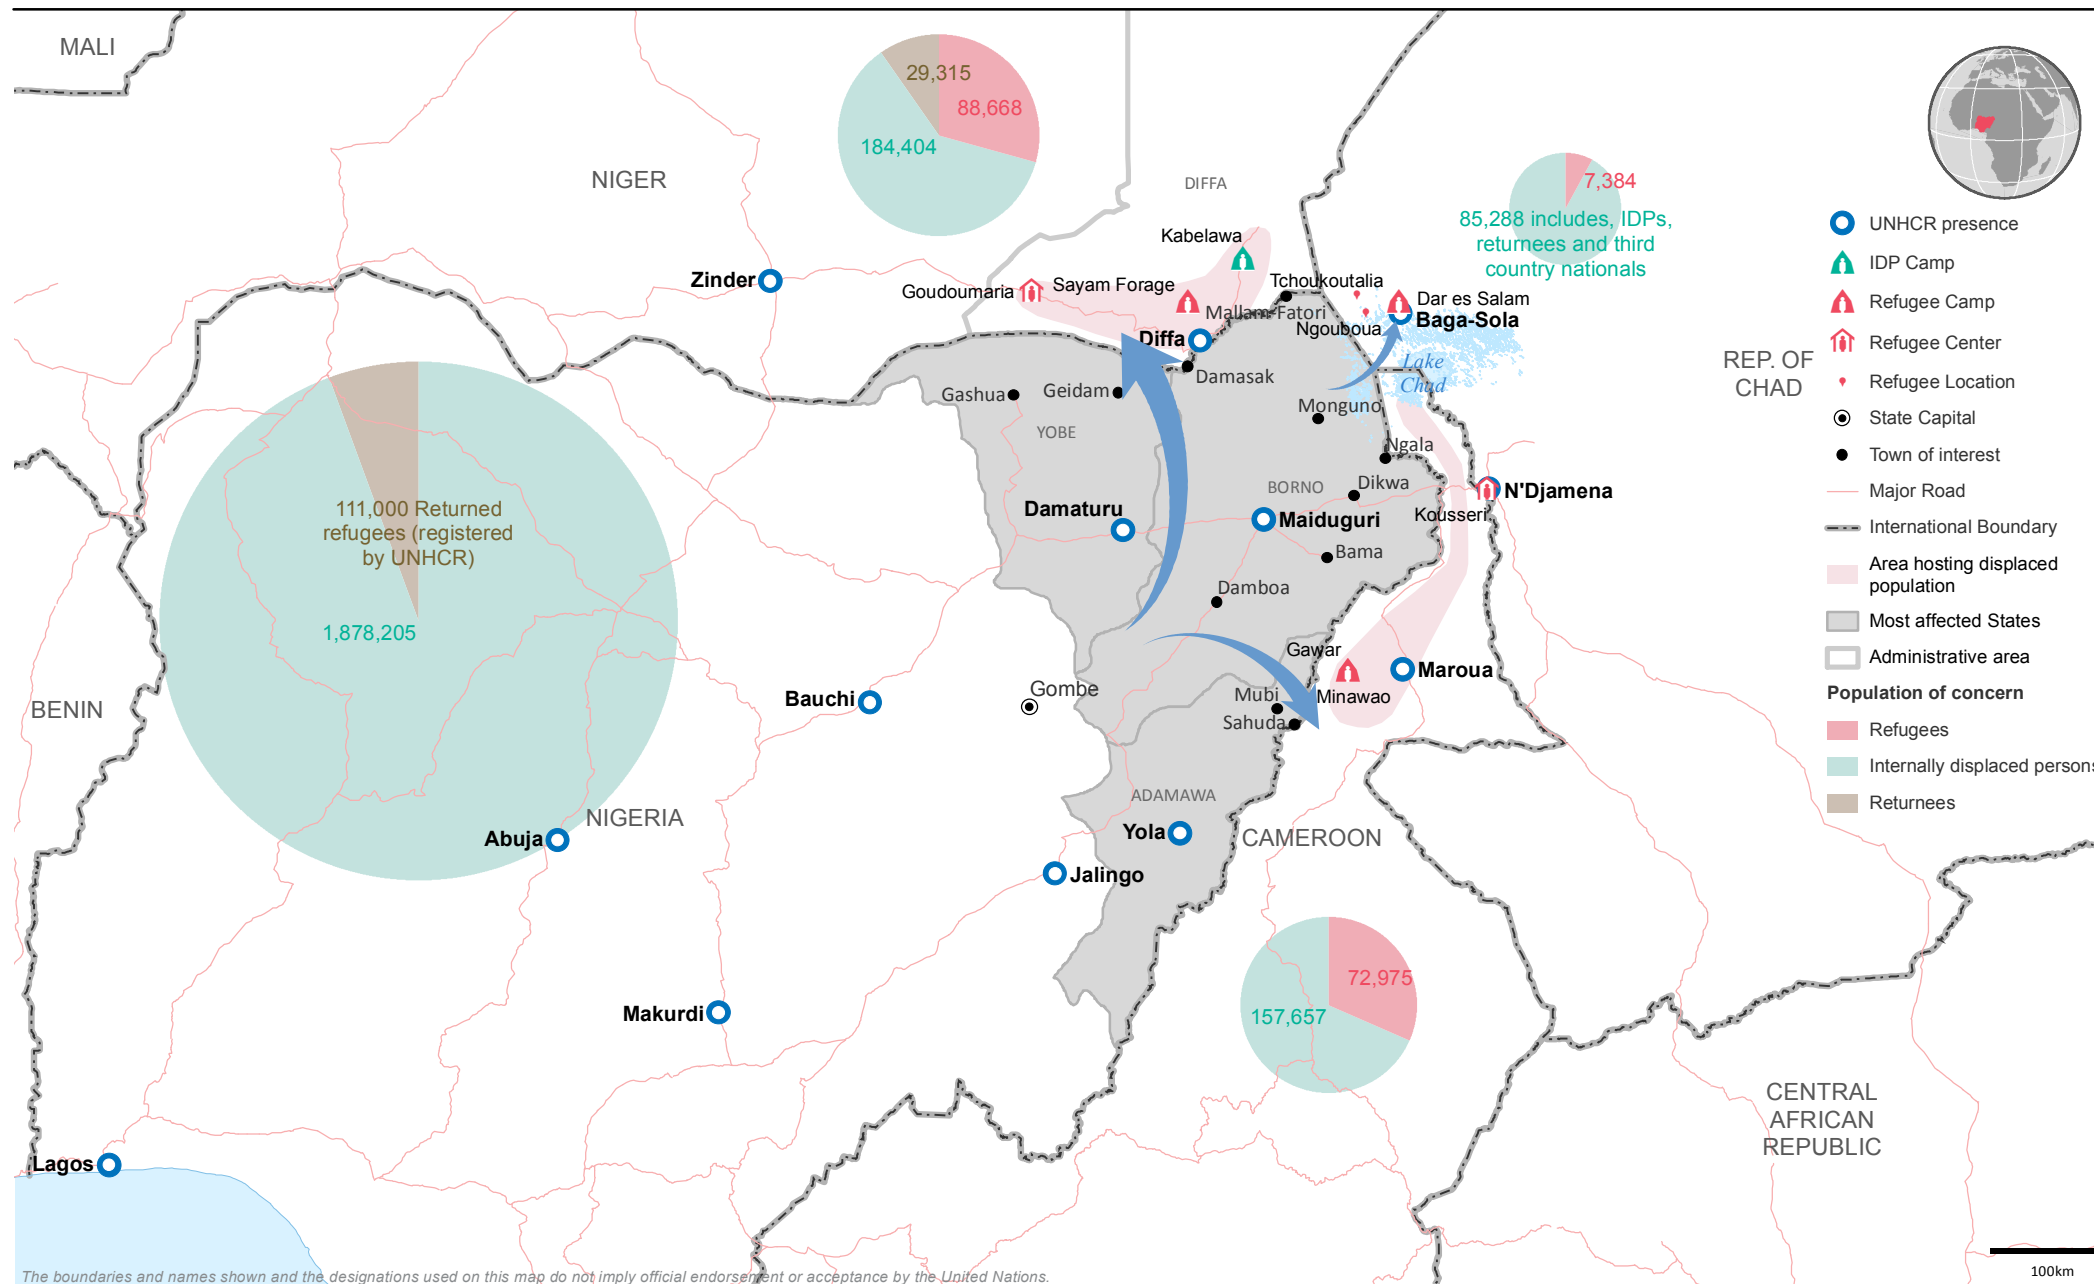 MALI
29,315
88,668
184,404
NIGER
DIFFA
7,384
85,288 includes, IDPs,
returnees and third
country nationals
Kabelawa
Zinder
Goudoumaria
Sayam Forage
Tchoukoutalia
Mallam-Fatori
Ngouboua
Dar es Salam
Baga-Sola
Diffa
Damasak
Lake
Chad
REP. OF
CHAD
Gashua
Geidam
Monguno
YOBE
Ngala
BORNO
Dikwa
N'Djamena
Kousseri
Damaturu
Maiduguri
Bama
Damboa
111,000 Returned
refugees (registered
by UNHCR)
1,878,205
Gawar
Maroua
Minawao
Mubi
Sahuda
Gombe
Bauchi
BENIN
NIGERIA
Abuja
ADAMAWA
Yola
CAMEROON
Jalingo
72,975
157,657
Makurdi
CENTRAL
AFRICAN
REPUBLIC
Lagos
UNHCR presence
IDP Camp
Refugee Camp
Refugee Center
Refugee Location
State Capital
Town of interest
Major Road
International Boundary
Area hosting displaced
population
Most affected States
Administrative area
Population of concern
Refugees
Internally displaced persons
Returnees
100km
The boundaries and names shown and the designations used on this map do not imply official endorsement or acceptance by the United Nations.